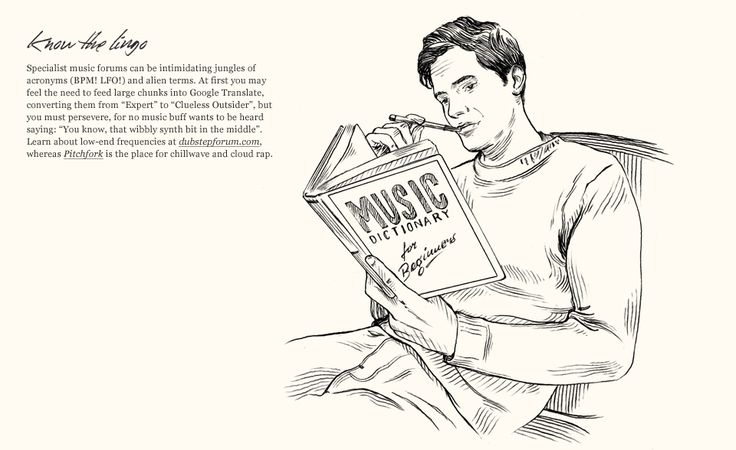 Know the lingo
Specialist music forums can be intimidating jungles of
acronyms (BPM! LFO!) and alien terms. At first you may
feel the need to feed large chunks into Google Translate,
converting them from “Expert” to “Clueless Outsider”, but
you must persevere, for no music buff wants to be heard
saying: “You know, that wibbly synth bit in the middle”.
Learn about low-end frequencies at dubstepforum.com,
whereas Pitchfork is the place for chillwave and cloud rap.
MUSIC
DICTIONARY
for
Beginners